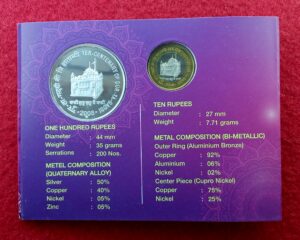 2008
ONE HUNDRED RUPEES
Diameter : 44 mm
Weight : 35 grams
Serrations : 200 Nos.
METEL COMPOSITION
(QUATERNARY ALLOY)
Silver : 50%
Copper : 40%
Nickel : 05%
Zinc : 05%
TEN RUPEES
Diameter : 27 mm
Weight : 7.71 grams
METAL COMPOSITION (BI-METALLIC)
Outer Ring (Aluminium Bronze)
Copper : 92%
Aluminium : 06%
Nickel : 02%
Center Piece (Cupro Nickel)
Copper : 75%
Nickel : 25%